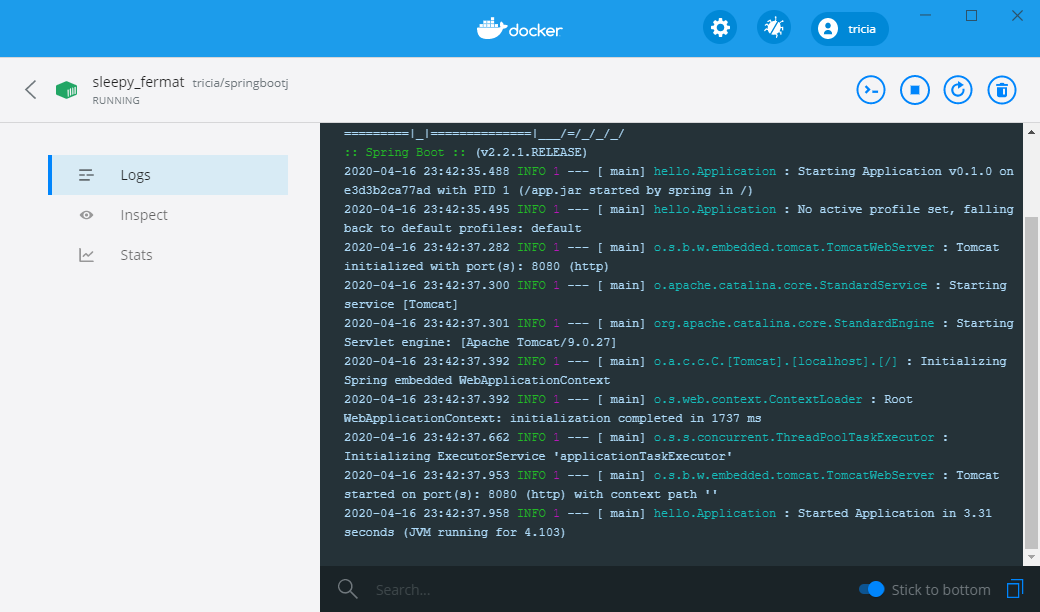 docker
tricia
sleepy_fermat tricia/springbootj
RUNNING
Logs
Inspect
Stats
=========|_|==============|___/=/_/_/_/
:: Spring Boot :: (v2.2.1.RELEASE)
2020-04-16 23:42:35.488 INFO 1 --- [ main] hello.Application : Starting Application v0.1.0 on
e3d3b2ca77ad with PID 1 (/app.jar started by spring in /)
2020-04-16 23:42:35.495 INFO 1 --- [ main] hello.Application : No active profile set, falling
back to default profiles: default
2020-04-16 23:42:37.282 INFO 1 --- [ main] o.s.b.w.embedded.tomcat.TomcatWebServer : Tomcat
initialized with port(s): 8080 (http)
2020-04-16 23:42:37.300 INFO 1 --- [ main] o.apache.catalina.core.StandardService : Starting
service [Tomcat]
2020-04-16 23:42:37.301 INFO 1 --- [ main] org.apache.catalina.core.StandardEngine : Starting
Servlet engine: [Apache Tomcat/9.0.27]
2020-04-16 23:42:37.392 INFO 1 --- [ main] o.a.c.c.C.[Tomcat].[localhost].[/] : Initializing
Spring embedded WebApplicationContext
2020-04-16 23:42:37.392 INFO 1 --- [ main] o.s.web.context.ContextLoader : Root
WebApplicationContext: initialization completed in 1737 ms
2020-04-16 23:42:37.662 INFO 1 --- [ main] o.s.s.concurrent.ThreadPoolTaskExecutor :
Initializing ExecutorService 'applicationTaskExecutor'
2020-04-16 23:42:37.953 INFO 1 --- [ main] o.s.b.w.embedded.tomcat.TomcatWebServer : Tomcat
started on port(s): 8080 (http) with context path ''
2020-04-16 23:42:37.958 INFO 1 --- [ main] hello.Application : Started Application in 3.31
seconds (JVM running for 4.103)
Search...
Stick to bottom